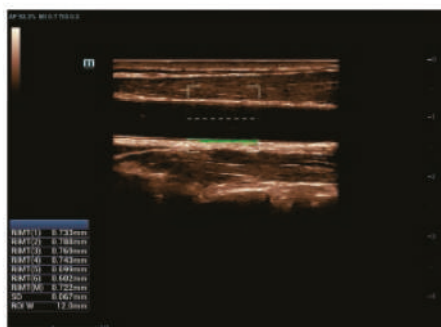 m
RIMT(1) 0.733mm
RIMT(2) 0.788mm
RIMT(3) 0.769mm
RIMT(4) 0.743mm
RIMT(5) 0.699mm
RIMT(6) 0.602mm
RIMT(M) 0.722mm
SD 0.067mm
ROI W 12.0mm